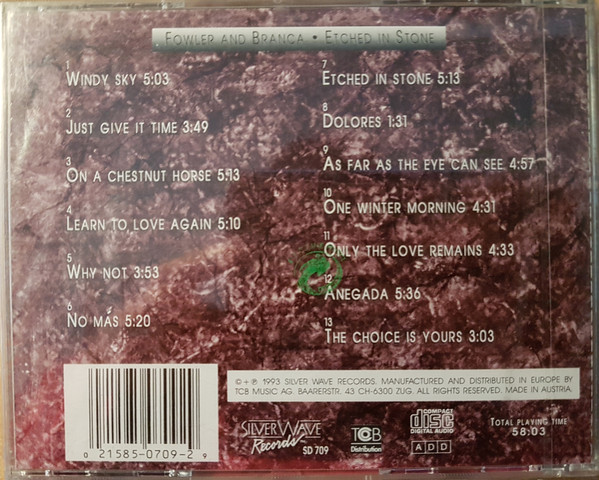 FOWLER AND BRANCA • ETCHED IN STONE
1
WINDY SKY 5:03
2
JUST GIVE IT TIME 3:49
3
ON A CHESTNUT HORSE 5:13
4
LEARN TO LOVE AGAIN 5:10
5
WHY NOT 3:53
6
NO MÁS 5:20
7
ETCHED IN STONE 5:13
8
DOLORES 1:31
9
AS FAR AS THE EYE CAN SEE 4:57
10
ONE WINTER MORNING 4:31
11
ONLY THE LOVE REMAINS 4:33
12
ANEGADA 5:36
13
THE CHOICE IS YOURS 3:03
©+℗ 1993 SILVER WAVE RECORDS. MANUFACTURED AND DISTRIBUTED IN EUROPE BY
TCB MUSIC AG. BAARERSTR. 43 CH-6300 ZUG. ALL RIGHTS RESERVED. MADE IN AUSTRIA.
0 21585-0709-2 9
SILVER WAVE
Records
SD 709
TCB
Distribution
COMPACT
disc
DIGITAL AUDIO
ADD
TOTAL PLAYING TIME
58:03